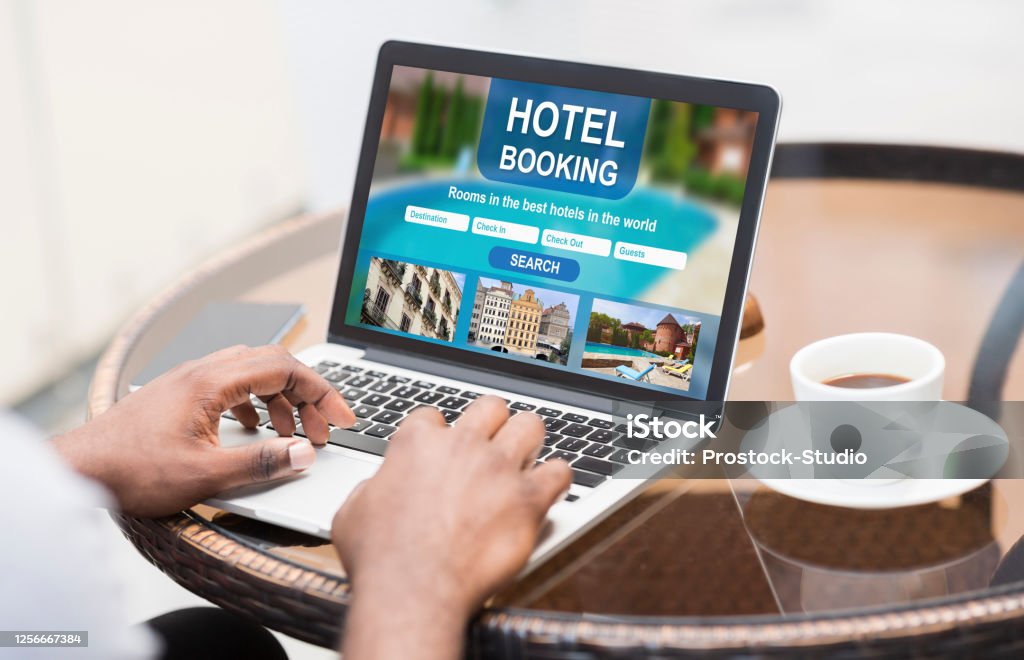 HOTEL
BOOKING
Rooms in the best hotels in the world
Destination Check In Check Out Guests
SEARCH
iStock™
Credit: Prostock-Studio
1256667384